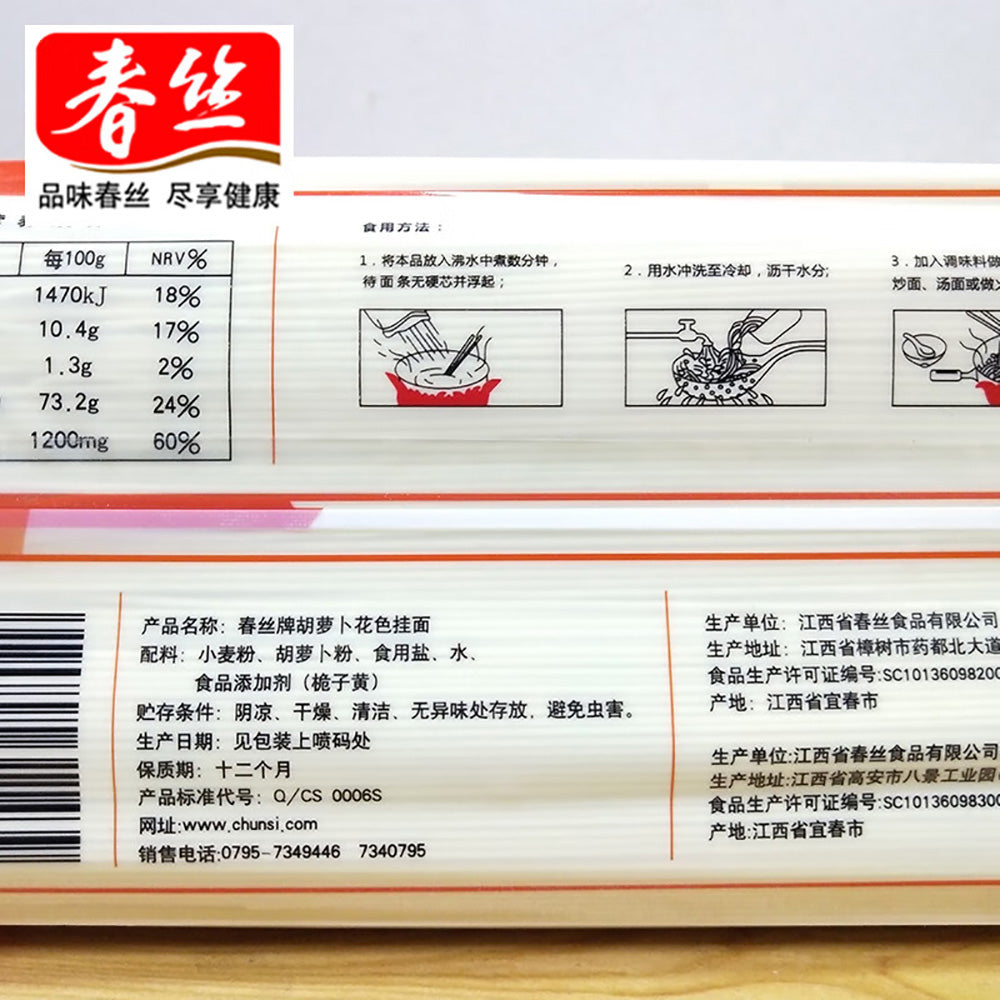 春丝
品味春丝 尽享健康
每100g NRV%
1470kJ 18%
10.4g 17%
1.3g 2%
73.2g 24%
1200mg 60%
食用方法：
1．将本品放入沸水中煮数分钟，
待面条无硬芯并浮起；
2．用水冲洗至冷却，沥干水分;
3．加入调味料做
炒面、汤面或做
产品名称：春丝牌胡萝卜花色挂面
配料：小麦粉、胡萝卜粉、食用盐、水、
食品添加剂（栀子黄）
贮存条件：阴凉、干燥、清洁、无异味处存放，避免虫害。
生产日期：见包装上喷码处
保质期：十二个月
产品标准代号：Q/CS 0006S
网址:www.chunsi.com
销售电话:0795-7349446 7340795
生产单位：江西省春丝食品有限公司
生产地址：江西省樟树市药都北大道
食品生产许可证编号:SC1013609820
产地：江西省宜春市
生产单位:江西省春丝食品有限公司
生产地址:江西省高安市八景工业园
食品生产许可证编号:SC1013609830
产地:江西省宜春市